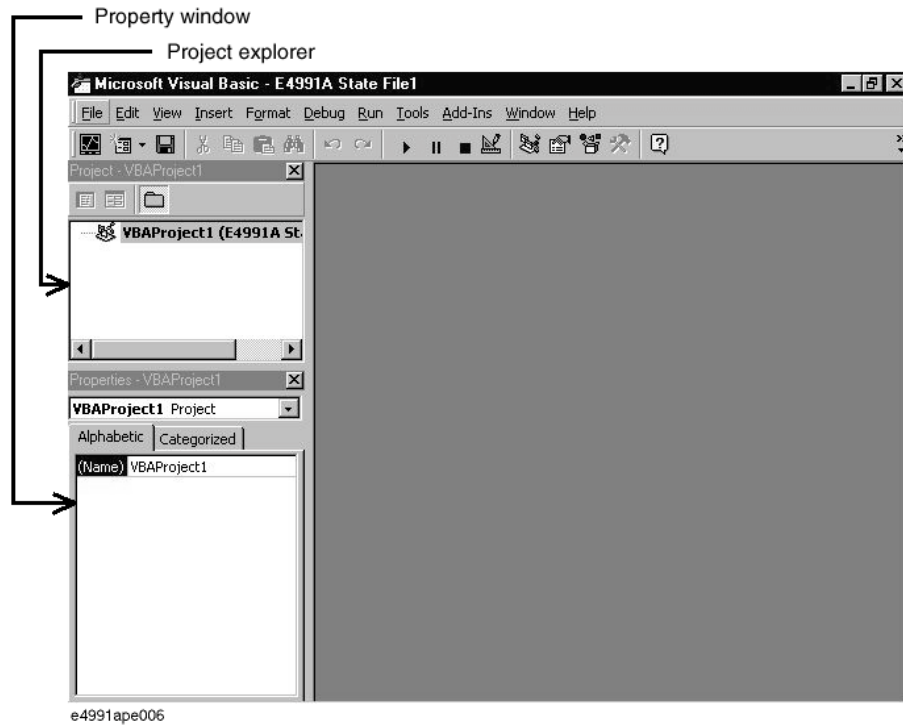 Property window
Project explorer
Microsoft Visual Basic - E4991A State File1
File Edit View Insert Format Debug Run Tools Add-Ins Window Help
Project - VBAProject1
VBAProject1 (E4991A St
Properties - VBAProject1
VBAProject1 Project
Alphabetic Categorized
(Name) VBAProject1
e4991ape006